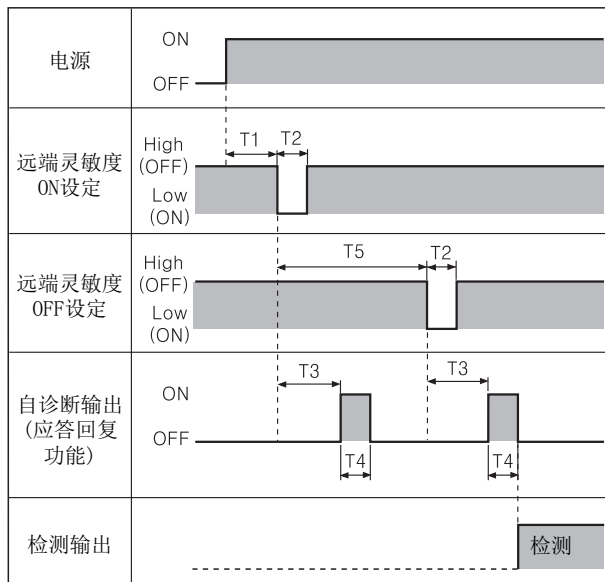 电源
ON
OFF
远端灵敏度
ON设定
High
(OFF)
Low
(ON)
T1
T2
远端灵敏度
OFF设定
High
(OFF)
Low
(ON)
T5
T2
自诊断输出
(应答回复
功能)
ON
OFF
T3
T4
T3
T4
检测输出
检测